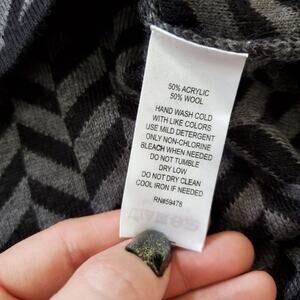 50% ACRYLIC
50% WOOL
HAND WASH COLD
WITH LIKE COLORS
USE MILD DETERGENT
ONLY NON-CHLORINE
BLEACH WHEN NEEDED
DO NOT TUMBLE
DRY LOW
DO NOT DRY CLEAN
COOL IRON IF NEEDED
RN#59478